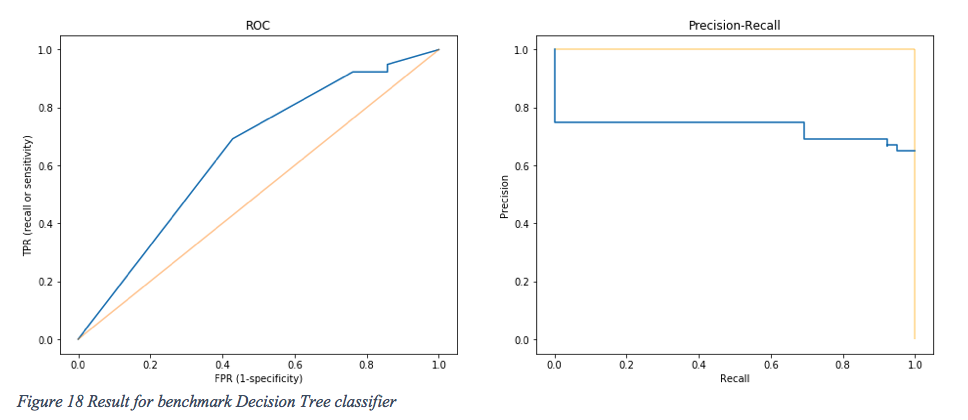 ROC
1.0
0.8
0.6
0.4
0.2
0.0
TPR (recall or sensitivity)
0.0 0.2 0.4 0.6 0.8 1.0
FPR (1-specificity)
Precision-Recall
1.0
0.8
0.6
0.4
0.2
0.0
Precision
0.0 0.2 0.4 0.6 0.8 1.0
Recall
Figure 18 Result for benchmark Decision Tree classifier